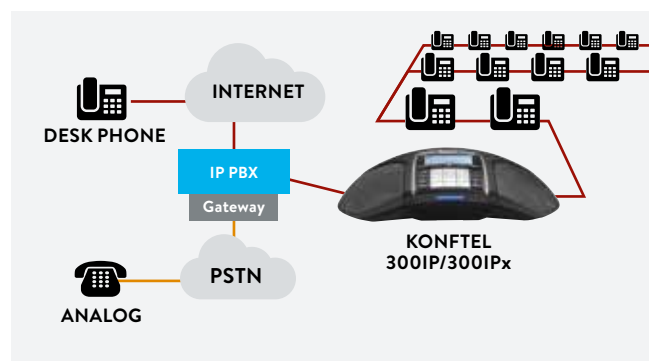 INTERNET
DESK PHONE
IP PBX
Gateway
KONFTEL
300IP/300IPx
PSTN
ANALOG